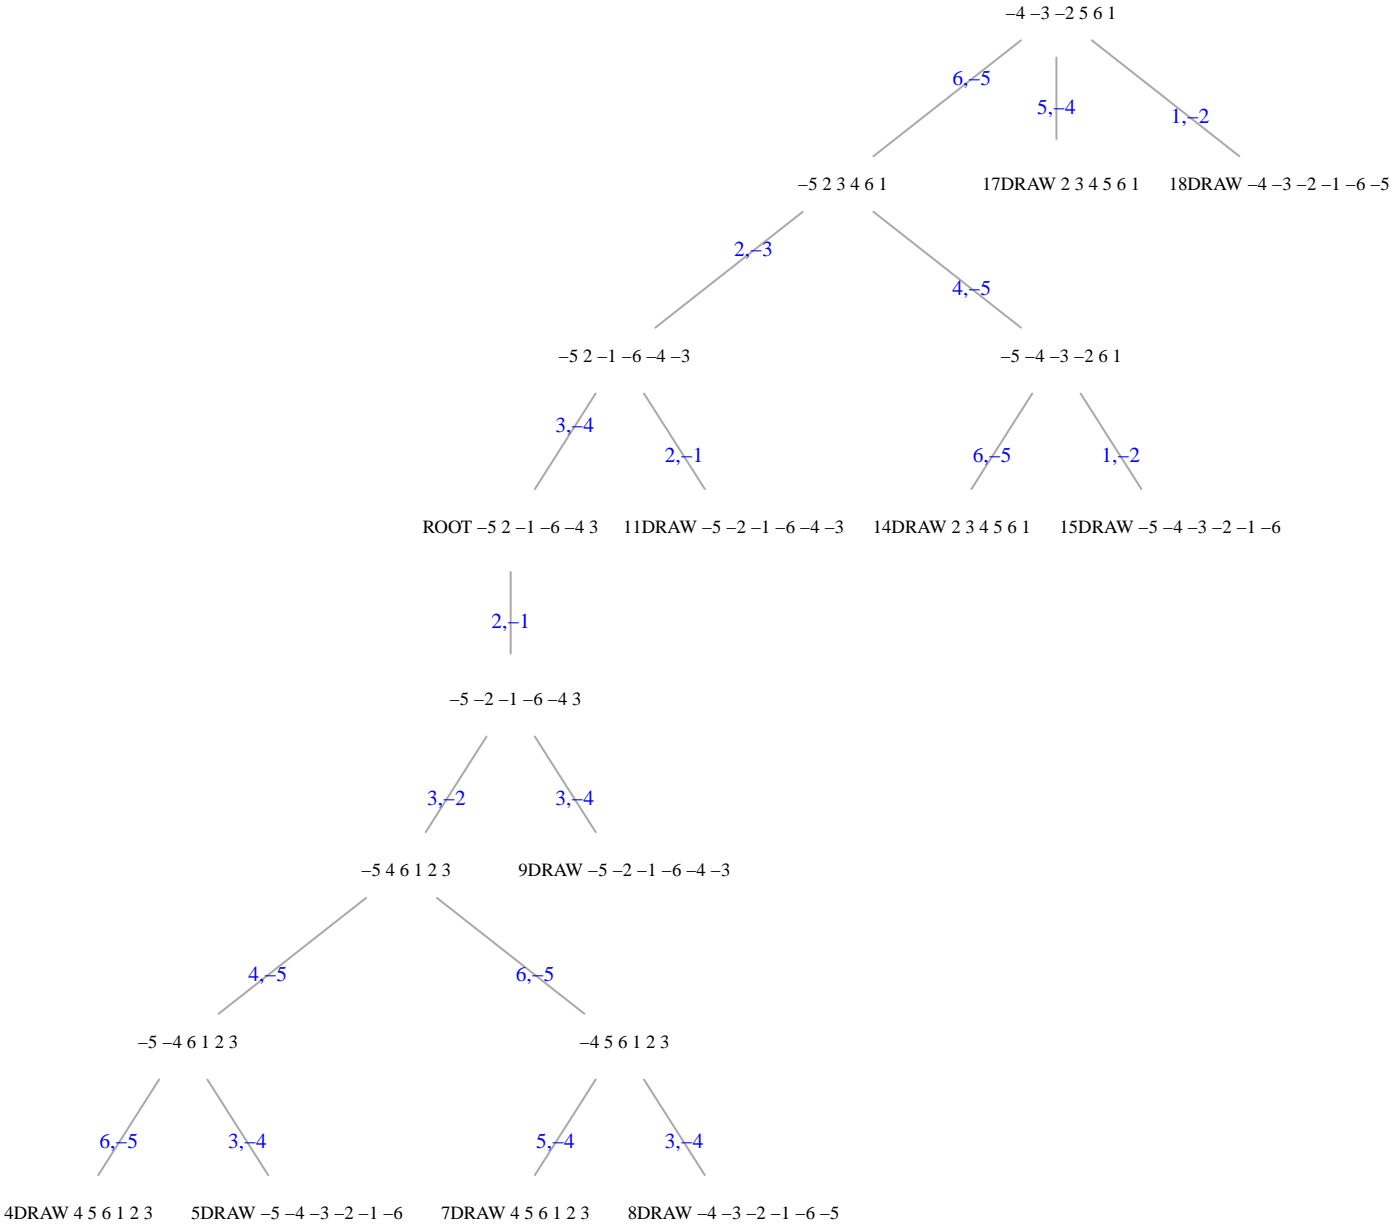 –4 –3 –2 5 6 1
6,–5
5,–4
1,–2
–5 2 3 4 6 1
17DRAW 2 3 4 5 6 1
18DRAW –4 –3 –2 –1 –6 –5
2,–3
4,–5
–5 2 –1 –6 –4 –3
–5 –4 –3 –2 6 1
3,–4
2,–1
6,–5
1,–2
ROOT –5 2 –1 –6 –4 3
11DRAW –5 –2 –1 –6 –4 –3
14DRAW 2 3 4 5 6 1
15DRAW –5 –4 –3 –2 –1 –6
2,–1
–5 –2 –1 –6 –4 3
3,–2
3,–4
–5 4 6 1 2 3
9DRAW –5 –2 –1 –6 –4 –3
4,–5
6,–5
–5 –4 6 1 2 3
–4 5 6 1 2 3
6,–5
3,–4
5,–4
3,–4
4DRAW 4 5 6 1 2 3
5DRAW –5 –4 –3 –2 –1 –6
7DRAW 4 5 6 1 2 3
8DRAW –4 –3 –2 –1 –6 –5